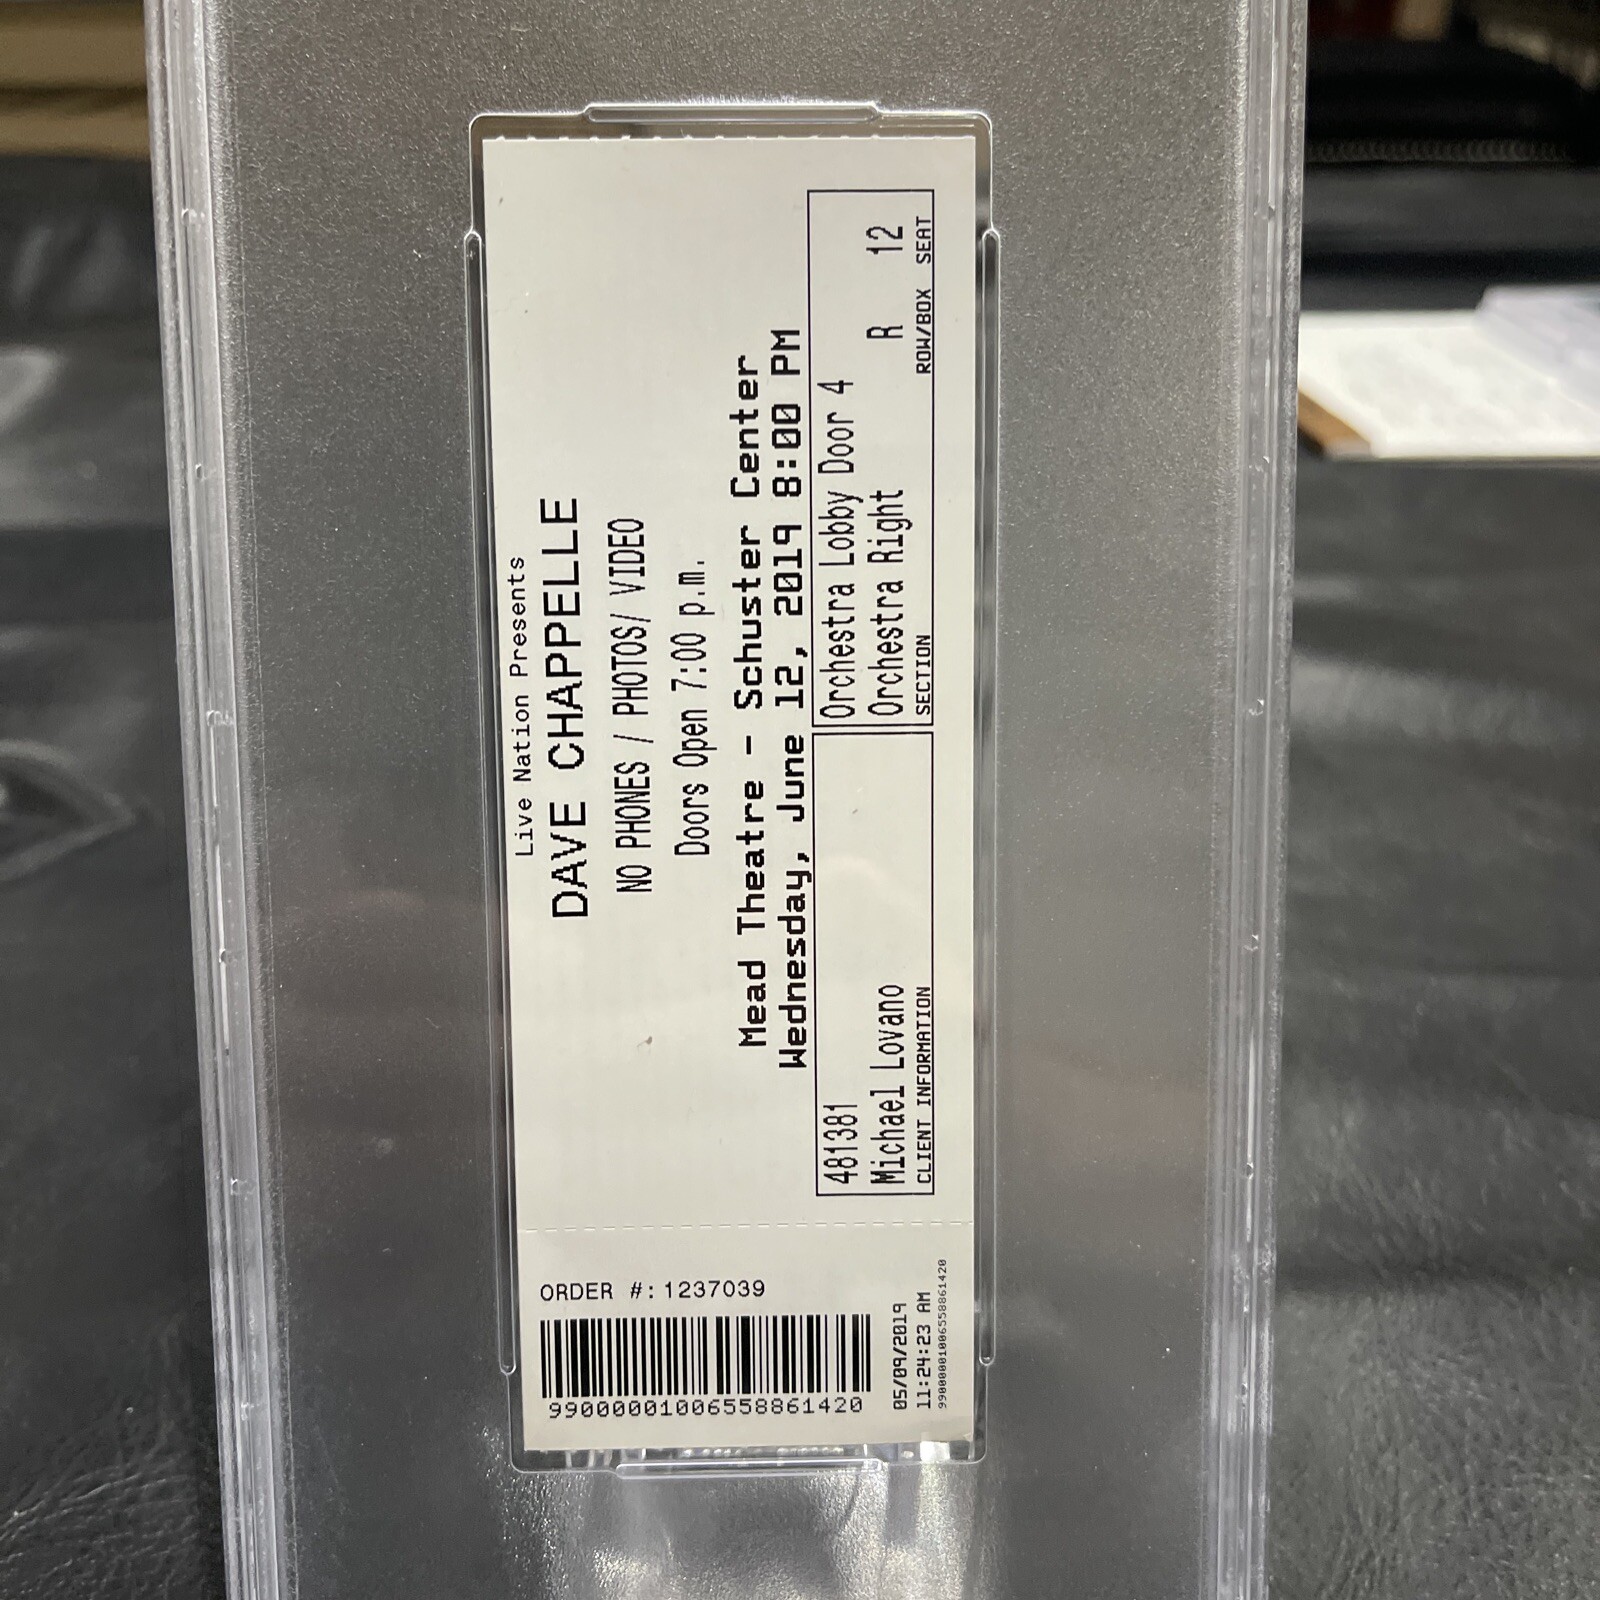 Live Nation Presents
DAVE CHAPPELLE
NO PHONES / PHOTOS/ VIDEO
Doors Open 7:00 p.m.
Mead Theatre - Schuster Center
Wednesday, June 12, 2019 8:00 PM
481381
Michael Lovano
CLIENT INFORMATION
Orchestra Lobby Door 4
Orchestra Right R 12
SECTION ROW/BOX SEAT
ORDER #: 1237039
99000001006558861420
05/09/2019
11:24:23 AM
99000001006558861420